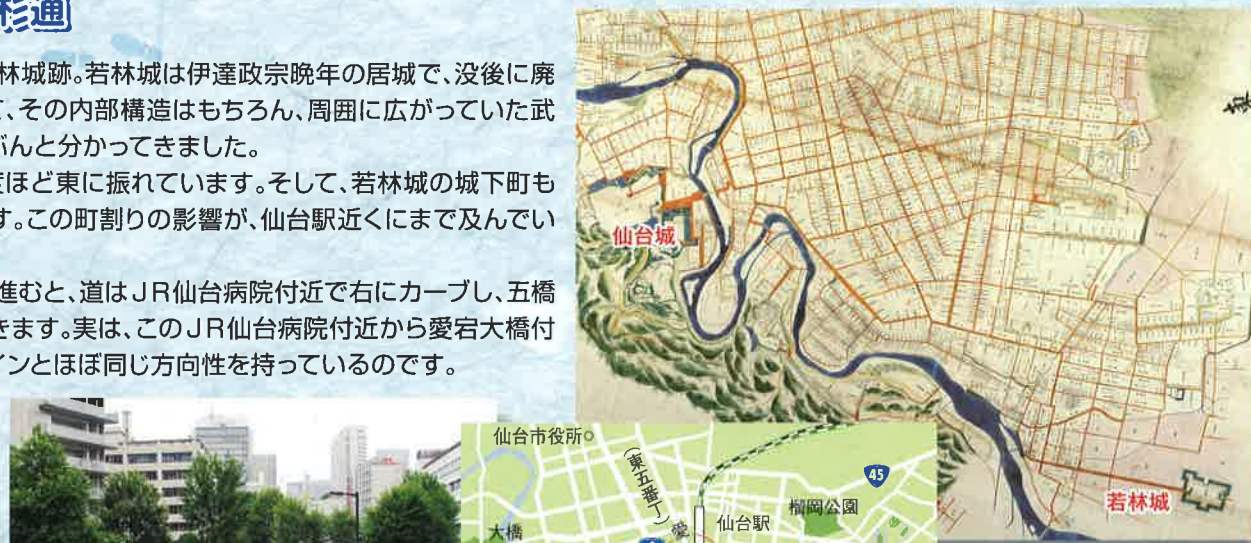 杉通
林城跡。若林城は伊達政宗晩年の居城で、没後に廃
、その内部構造はもちろん、周囲に広がっていた武
ぶんと分かってきました。
度ほど東に振れています。そして、若林城の城下町も
す。この町割りの影響が、仙台駅近くにまで及んでい
進むと、道はJR仙台病院付近で右にカーブし、五橋
きます。実は、このJR仙台病院付近から愛宕大橋付
インとほぼ同じ方向性を持っているのです。
仙台城
若林城
仙台市役所
(東五番丁)
愛
45
大橋
仙台駅
榴岡公園